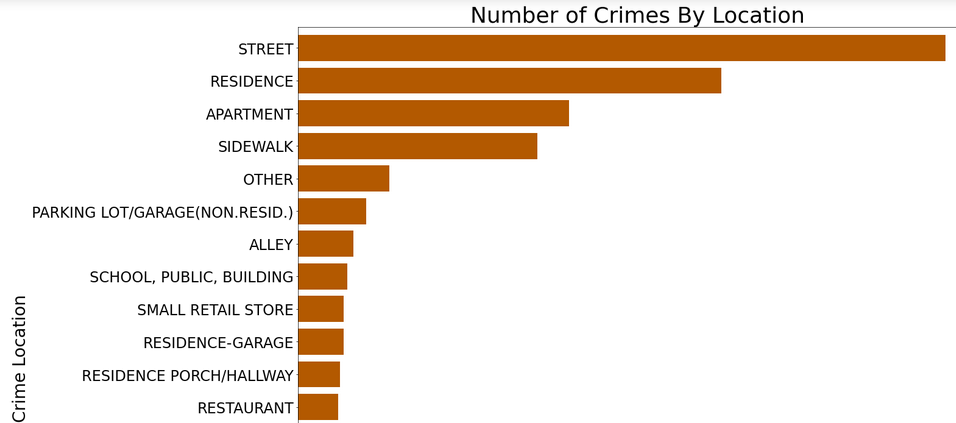 Number of Crimes By Location
STREET
RESIDENCE
APARTMENT
SIDEWALK
OTHER
PARKING LOT/GARAGE(NON.RESID.)
ALLEY
SCHOOL, PUBLIC, BUILDING
SMALL RETAIL STORE
RESIDENCE-GARAGE
RESIDENCE PORCH/HALLWAY
RESTAURANT
Crime Location